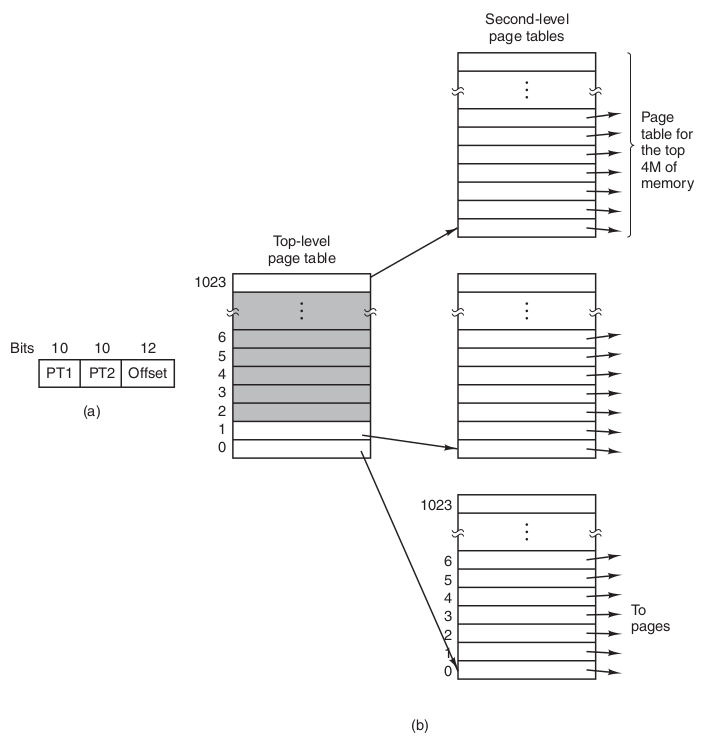 Second-level
page tables
Page
table for
the top
4M of
memory
Top-level
page table
1023
6
5
4
3
2
1
0
Bits 10 10 12
PT1 PT2 Offset
(a)
1023
6
5
4
3
2
1
0
To
pages
(b)